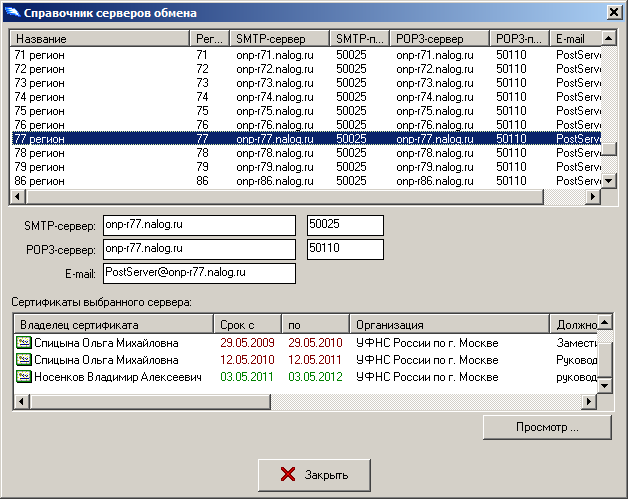 Справочник серверов обмена
Название Рег... SMTP-сервер SMTP-п... POP3-сервер POP3-п... E-mail
71 регион 71 onp-r71.nalog.ru 50025 onp-r71.nalog.ru 50110 PostServe
72 регион 72 onp-r72.nalog.ru 50025 onp-r72.nalog.ru 50110 PostServe
73 регион 73 onp-r73.nalog.ru 50025 onp-r73.nalog.ru 50110 PostServe
74 регион 74 onp-r74.nalog.ru 50025 onp-r74.nalog.ru 50110 PostServe
75 регион 75 onp-r75.nalog.ru 50025 onp-r75.nalog.ru 50110 PostServe
76 регион 76 onp-r76.nalog.ru 50025 onp-r76.nalog.ru 50110 PostServe
77 регион 77 onp-r77.nalog.ru 50025 onp-r77.nalog.ru 50110 PostServe
78 регион 78 onp-r78.nalog.ru 50025 onp-r78.nalog.ru 50110 PostServe
79 регион 79 onp-r79.nalog.ru 50025 onp-r79.nalog.ru 50110 PostServe
86 регион 86 onp-r86.nalog.ru 50025 onp-r86.nalog.ru 50110 PostServe
SMTP-сервер: onp-r77.nalog.ru 50025
POP3-сервер: onp-r77.nalog.ru 50110
E-mail: PostServer@onp-r77.nalog.ru
Сертификаты выбранного сервера:
Владелец сертификата Срок с по Организация Должно
Спицына Ольга Михайловна 29.05.2009 29.05.2010 УФНС России по г. Москве Замести
Спицына Ольга Михайловна 12.05.2010 12.05.2011 УФНС России по г. Москве Руковод
Носенков Владимир Алексеевич 03.05.2011 03.05.2012 УФНС России по г. Москве руковод
Просмотр ...
Закрыть